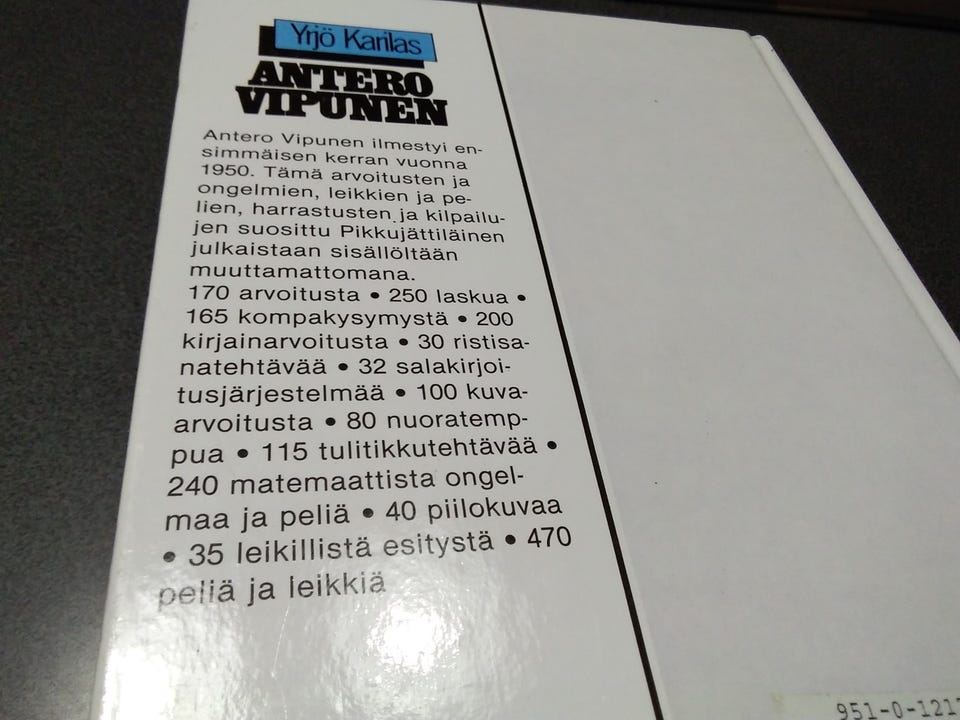 Yrjö Karilas
ANTERO
VIPUNEN
Antero Vipunen ilmestyi en-
simmäisen kerran vuonna
1950. Tämä arvoitusten ja
ongelmien, leikkien ja pe-
lien, harrastusten ja kilpailu-
jen suosittu Pikkujättiläinen
julkaistaan sisällöltään
muuttamattomana.
170 arvoitusta • 250 laskua •
165 kompakysymystä • 200
kirjainarvoitusta • 30 ristisa-
natehtävää • 32 salakirjoi-
tusjärjestelmää • 100 kuva-
arvoitusta • 80 nuoratemp-
pua • 115 tulitikkutehtävää •
240 matemaattista ongel-
maa ja peliä • 40 piilokuvaa
• 35 leikillistä esitystä • 470
peliä ja leikkiä
951-0-121